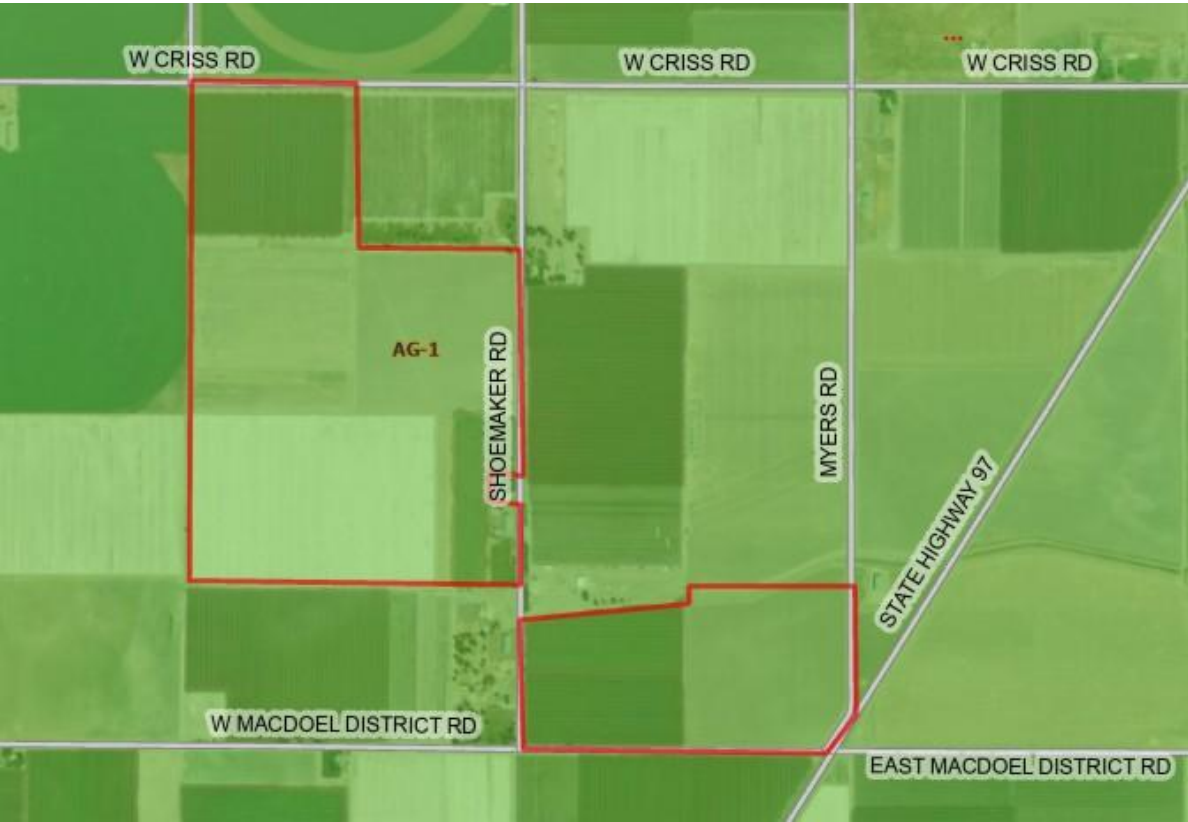 W CRISS RD
W CRISS RD
W CRISS RD
AG-1
SHOEMAKER RD
MYERS RD
STATE HIGHWAY 97
W MACDOEL DISTRICT RD
EAST MACDOEL DISTRICT RD